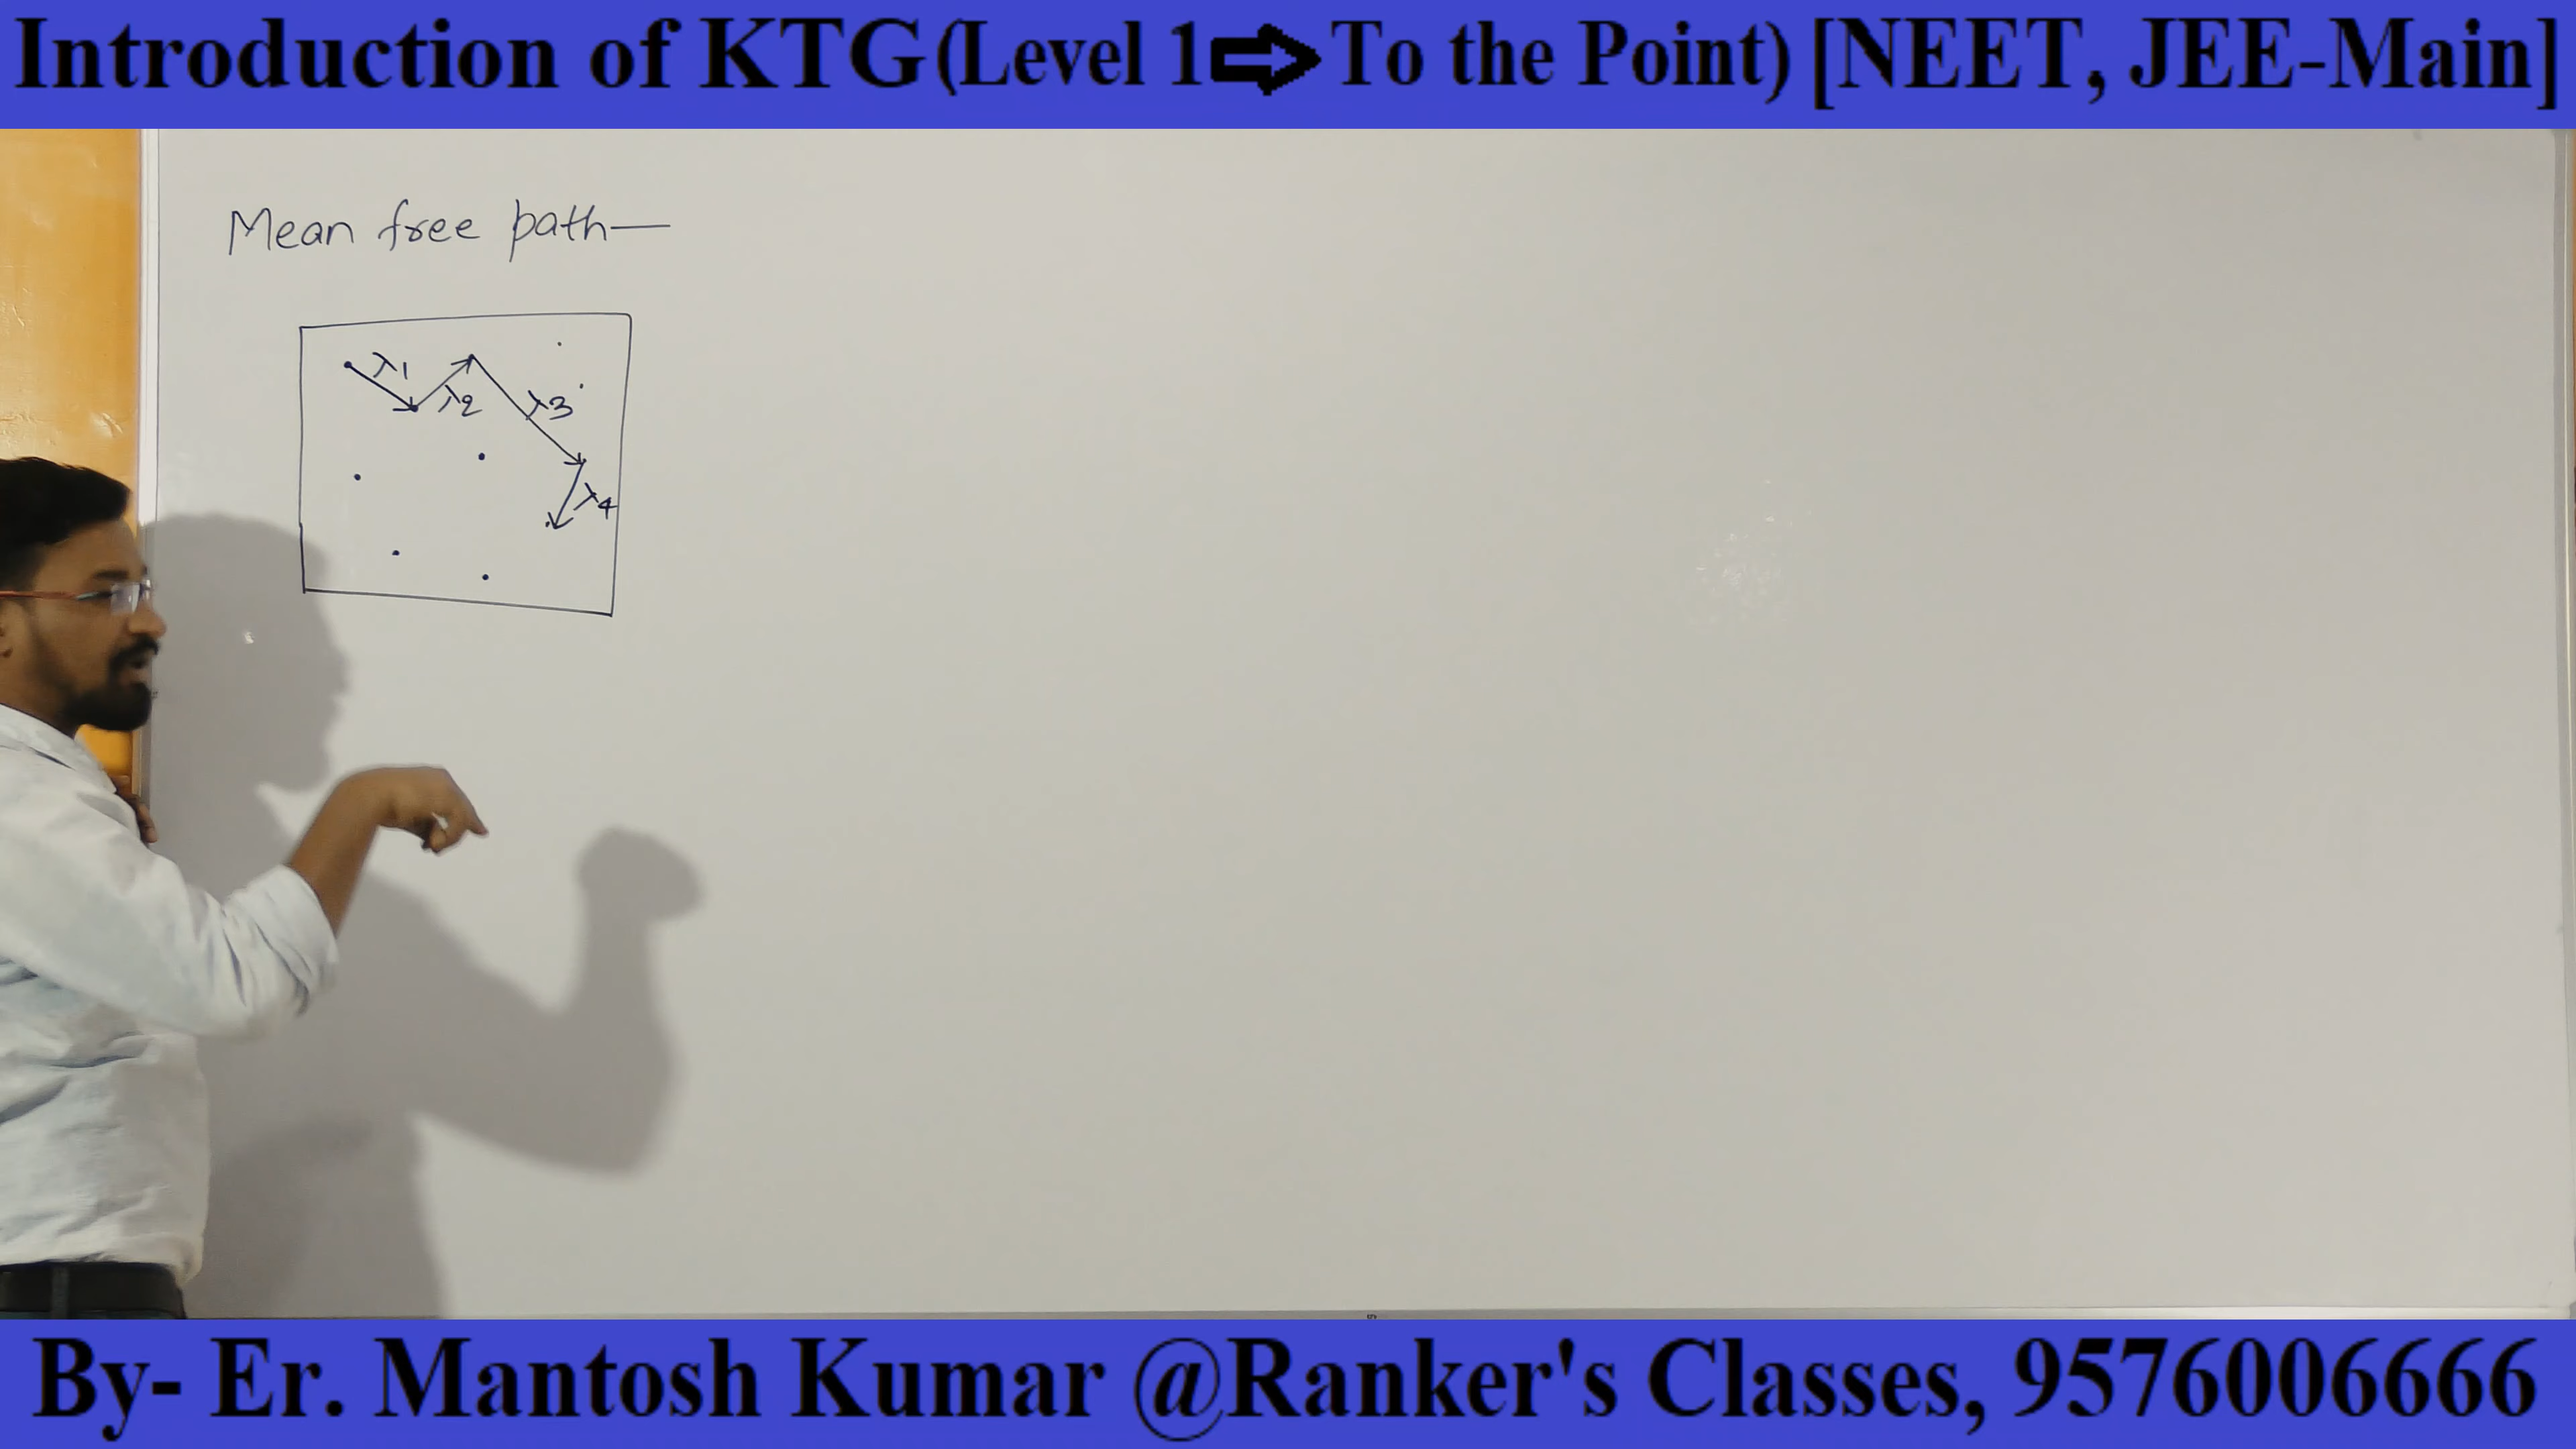 Introduction of KTG(Level 1⇨To the Point) [NEET, JEE-Main]
Mean free path—
λ1
λ2
λ3
λ4
By- Er. Mantosh Kumar @Ranker's Classes, 9576006666